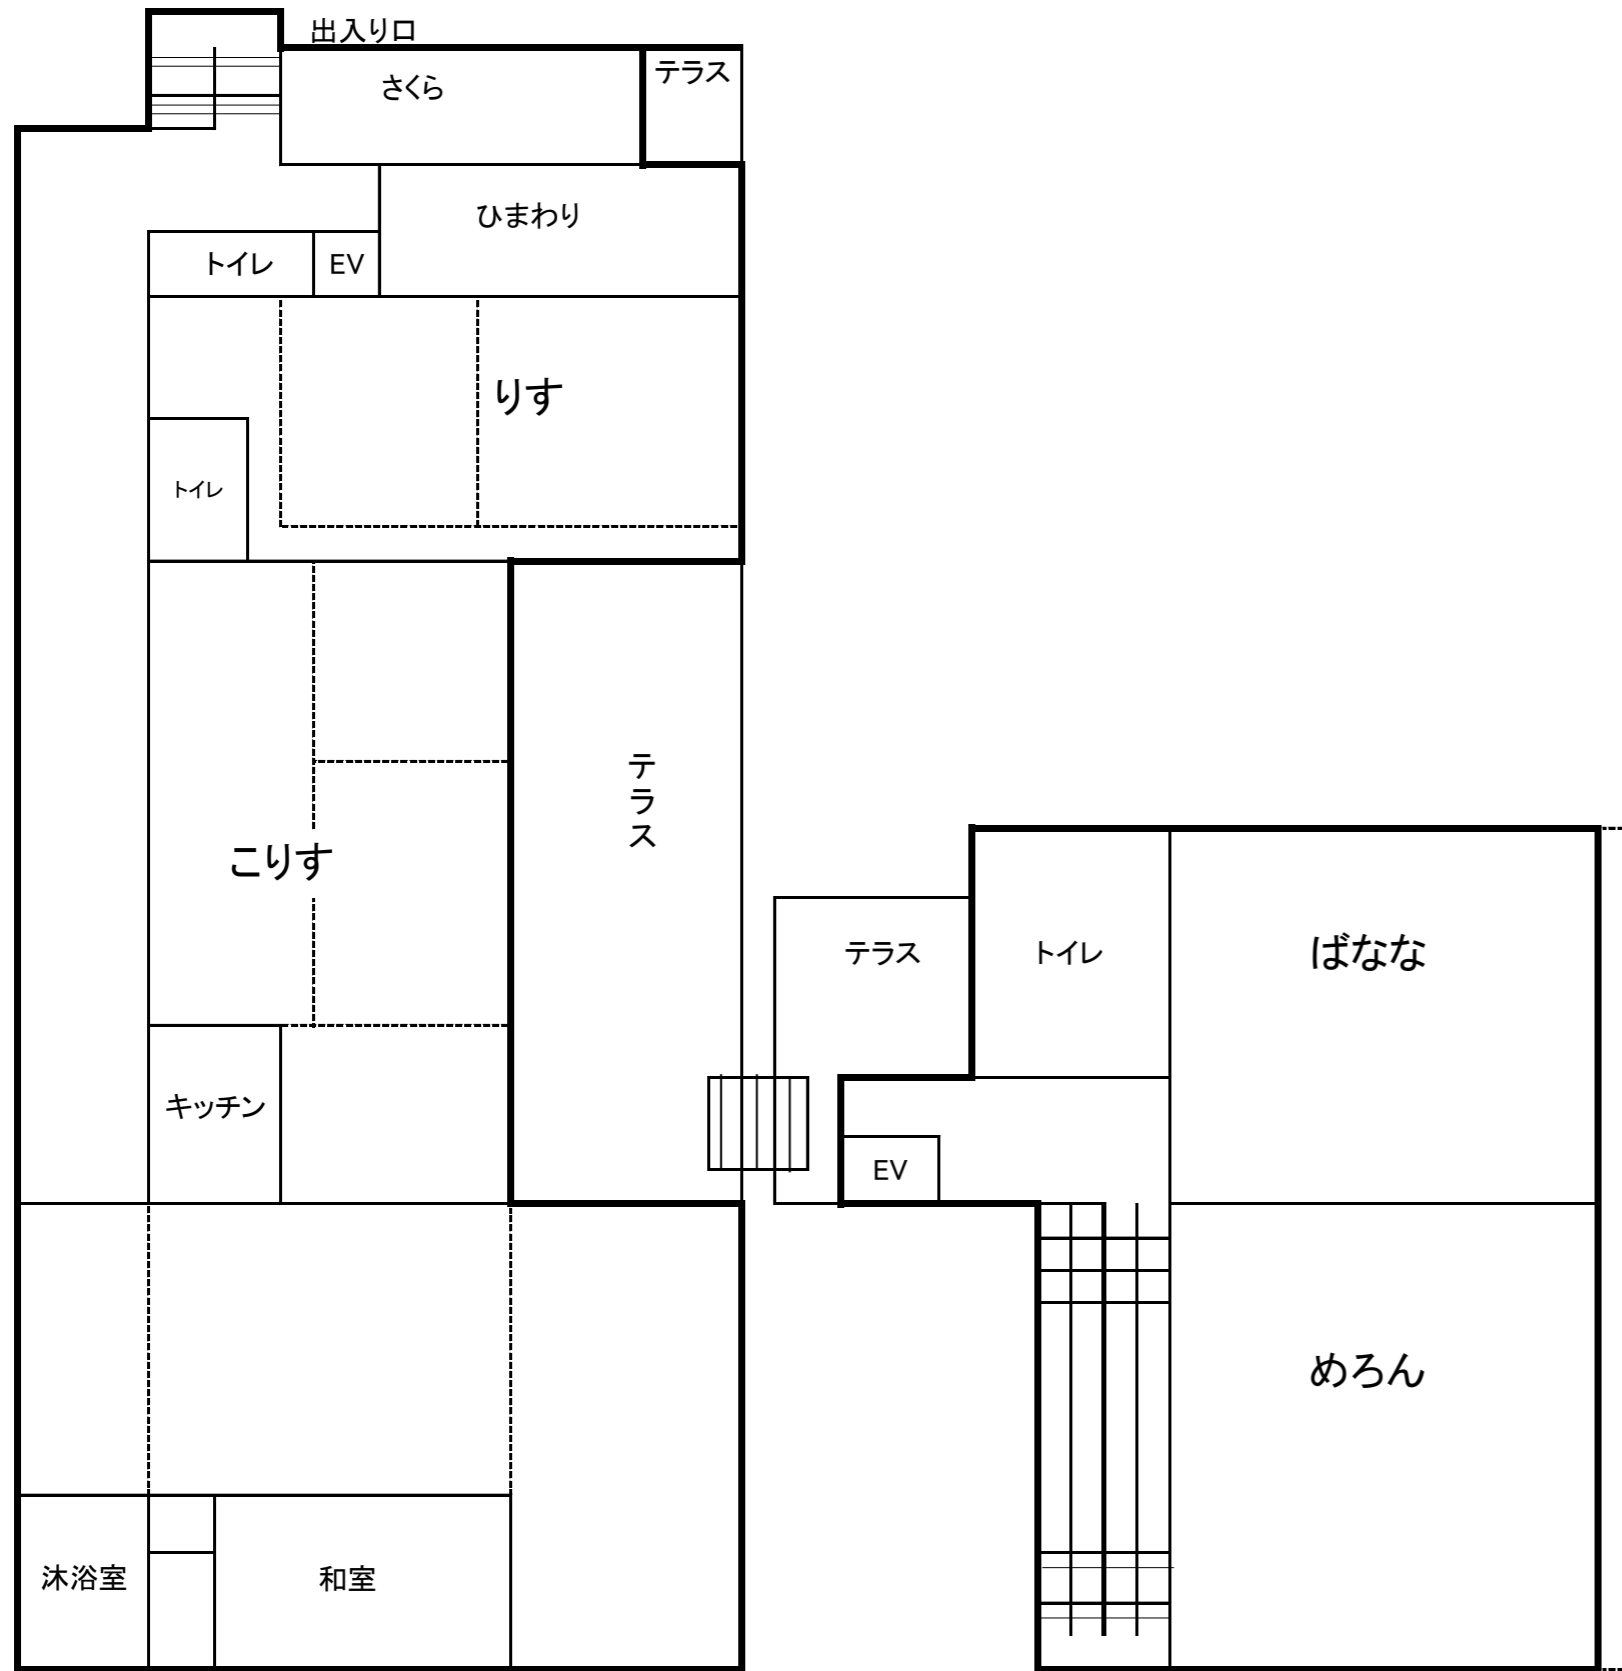 出入り口
さくら
テラス
ひまわり
トイレ
EV
りす
トイレ
テラス
こりす
キッチン
沐浴室
和室
テラス
トイレ
ばなな
EV
めろん